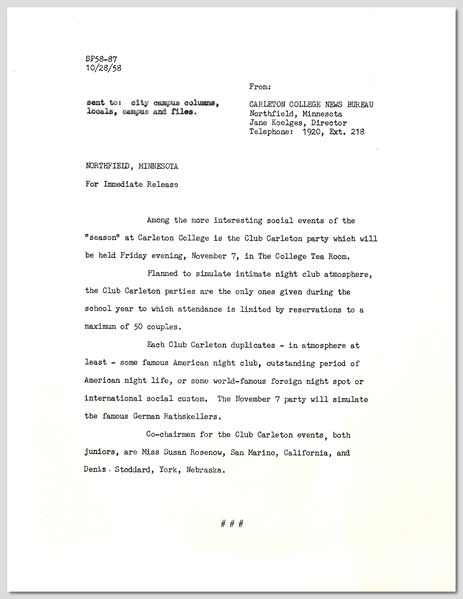 SP58-87
10/28/58
From:
sent to: city campus columns,
locals, campus and files.
CARLETON COLLEGE NEWS BUREAU
Northfield, Minnesota
Jane Koelges, Director
Telephone: 1920, Ext. 218
NORTHFIELD, MINNESOTA
For Immediate Release
Among the more interesting social events of the
"season" at Carleton College is the Club Carleton party which will
be held Friday evening, November 7, in The College Tea Room.
Planned to simulate intimate night club atmosphere,
the Club Carleton parties are the only ones given during the
school year to which attendance is limited by reservations to a
maximum of 50 couples.
Each Club Carleton duplicates - in atmosphere at
least - some famous American night club, outstanding period of
American night life, or some world-famous foreign night spot or
international social custom. The November 7 party will simulate
the famous German Rathskellers.
Co-chairmen for the Club Carleton events, both
juniors, are Miss Susan Rosenow, San Marino, California, and
Denis Stoddard, York, Nebraska.
# # #